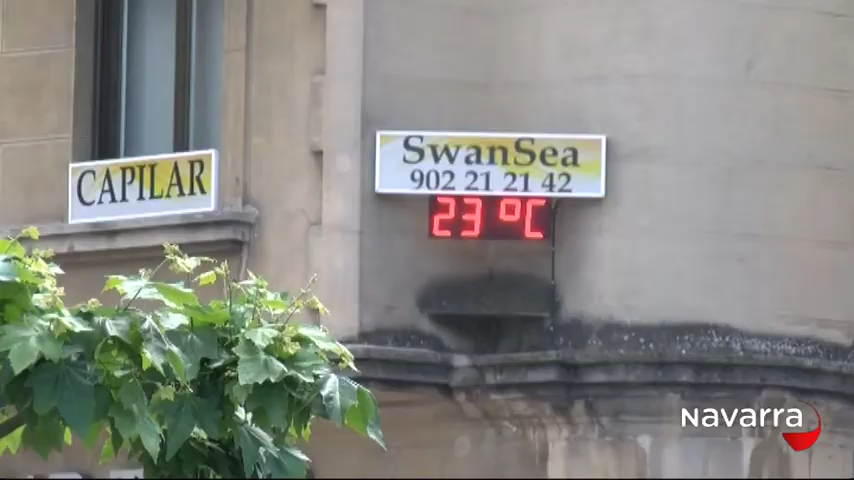 SwanSea
902 21 21 42
CAPILAR
23 ºC
NAVARRA